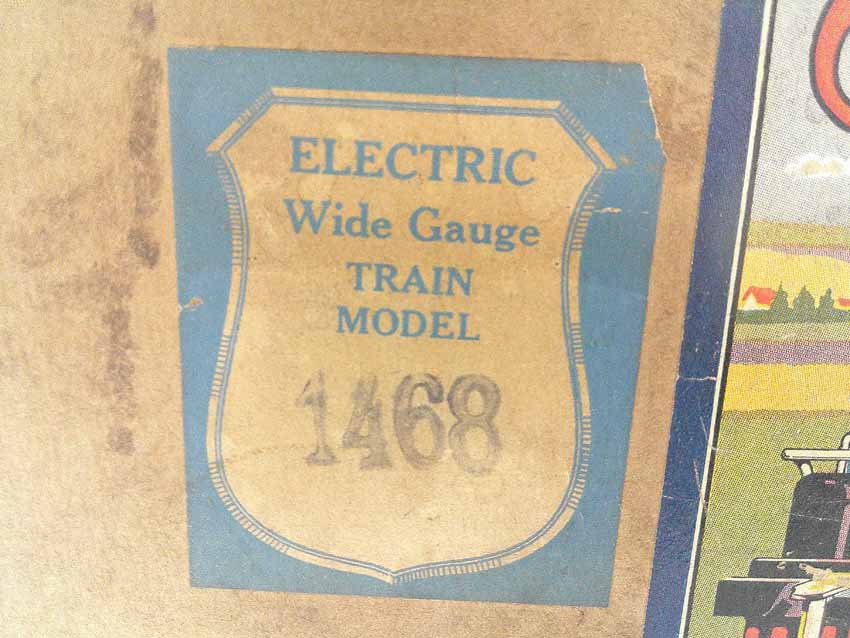 ELECTRIC
Wide Gauge
TRAIN
MODEL
1468